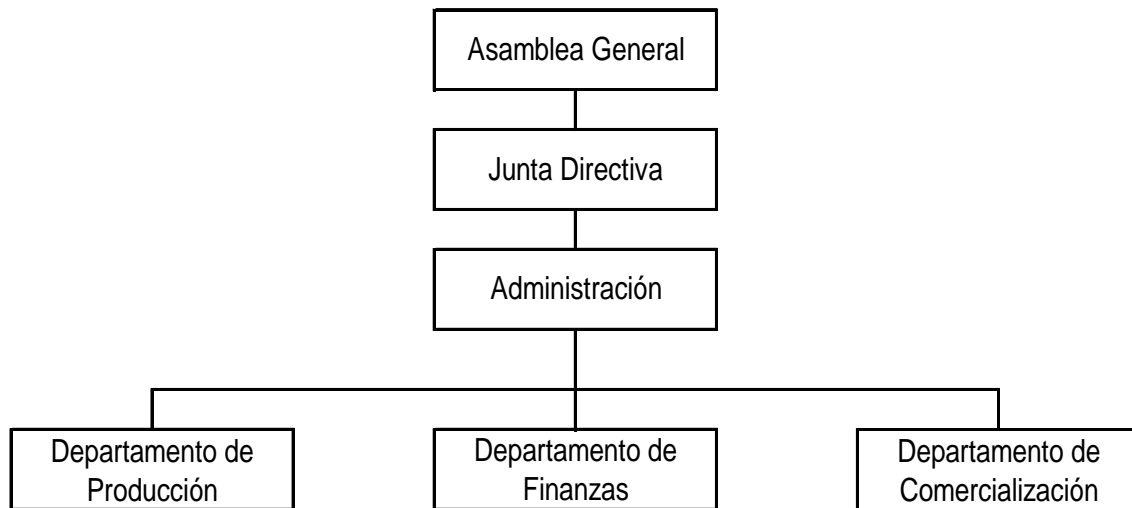 Asamblea General
Junta Directiva
Administración
Departamento de
Producción
Departamento de
Finanzas
Departamento de
Comercialización